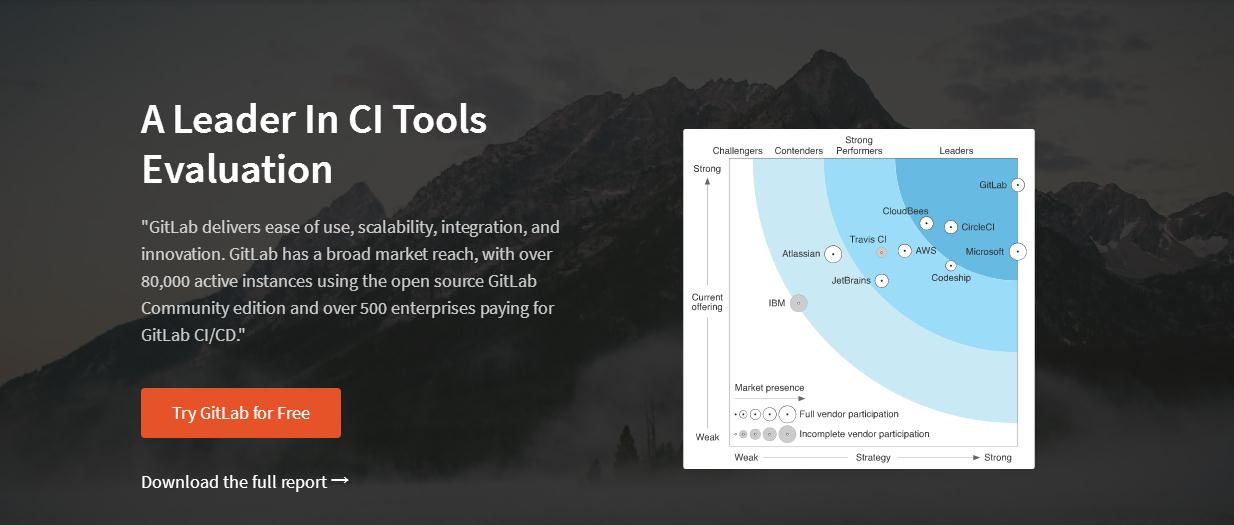 A Leader In CI Tools
Evaluation
"GitLab delivers ease of use, scalability, integration, and
innovation. GitLab has a broad market reach, with over
80,000 active instances using the open source GitLab
Community edition and over 500 enterprises paying for
GitLab CI/CD."
Try GitLab for Free
Download the full report →
Strong
Challengers Contenders Performers Leaders
Strong
GitLab
CloudBees
CircleCI
Travis CI
Atlassian
AWS
Microsoft
Codeship
JetBrains
Current
offering
IBM
Market presence
Full vendor participation
Incomplete vendor participation
Weak
Weak Strategy Strong